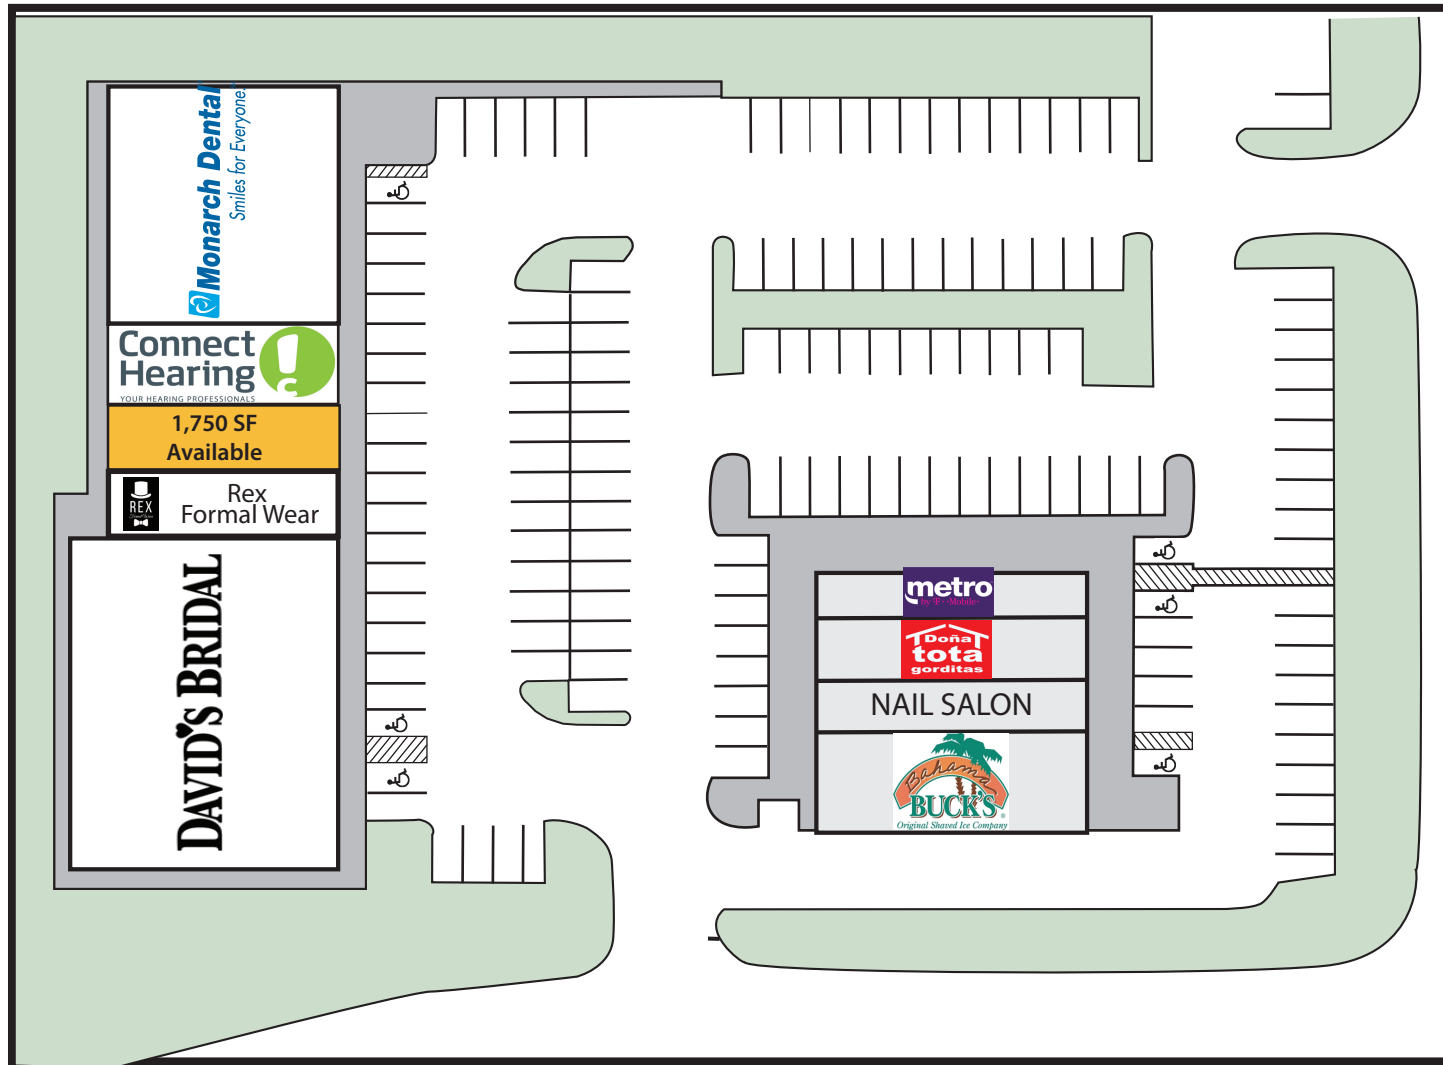 Monarch Dental
Smiles for Everyone.
Connect
Hearing
YOUR HEARING PROFESSIONALS
1,750 SF
Available
REX
Rex
Formal Wear
DAVID'S BRIDAL
metro
by T-Mobile
Doña
tota
gorditas
NAIL SALON
Bahama
BUCK'S
Original Shaved Ice Company